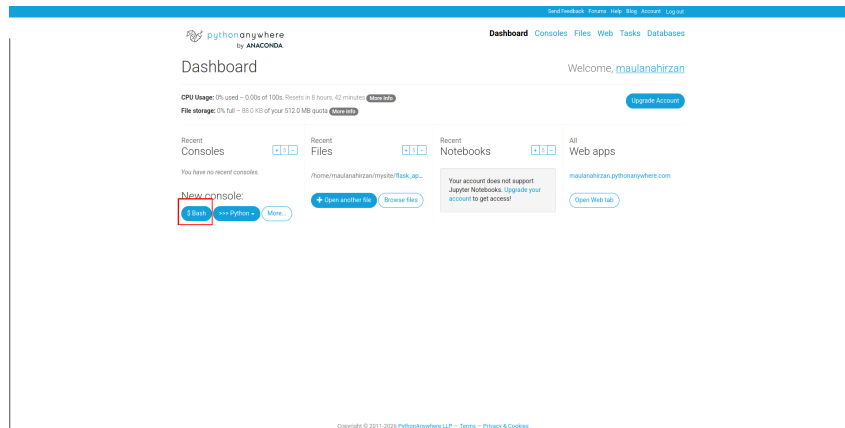 Send Feedback Forums Help Blog Account Log out
pythonanywhere
by ANACONDA.
Dashboard Consoles Files Web Tasks Databases
Dashboard
Welcome, maulanahirzan
CPU Usage: 0% used – 0.00s of 100s. Resets in 8 hours, 42 minutes More Info
File storage: 0% full – 88.0 KB of your 512.0 MB quota More Info
Upgrade Account
Recent
Consoles
+ 5 -
You have no recent consoles.
New console:
$ Bash
>>> Python
More...
Recent
Files
+ 5 -
/home/maulanahirzan/mysite/flask_ap...
+ Open another file
Browse files
Recent
Notebooks
+ 5 -
Your account does not support
Jupyter Notebooks. Upgrade your
account to get access!
All
Web apps
maulanahirzan.pythonanywhere.com
Open Web tab
Copyright © 2011-2026 PythonAnywhere LLP – Terms – Privacy & Cookies